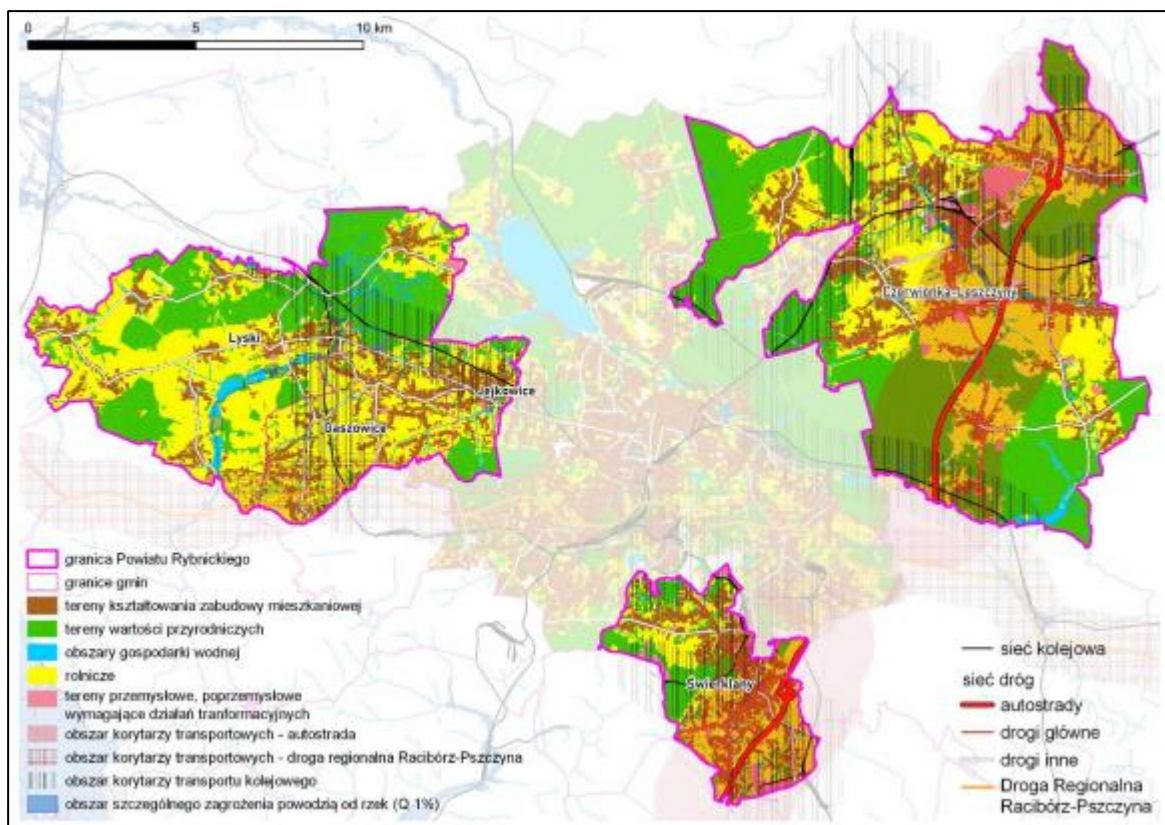 0 5 10 km
Czerwionka-Leszczyny
Lyski
Jejkowice
Gaszowice
Świerklany
granica Powiatu Rybnickiego
granice gmin
tereny kształtowania zabudowy mieszkaniowej
tereny wartości przyrodniczych
obszary gospodarki wodnej
rolnicze
tereny przemysłowe, poprzemysłowe
wymagające działań tranformacyjnych
obszar korytarzy transportowych - autostrada
obszar korytarzy transportowych - droga regionalna Racibórz-Pszczyna
obszar korytarzy transportu kolejowego
obszar szczególnego zagrożenia powodzią od rzek (Q 1%)
sieć kolejowa
sieć dróg
autostrady
drogi główne
drogi inne
Droga Regionalna
Racibórz-Pszczyna